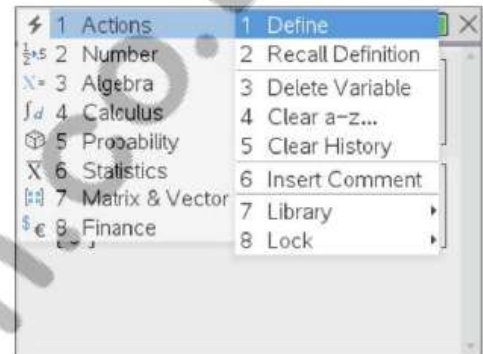 1 Actions
2 Number
3 Algebra
4 Calculus
5 Probability
6 Statistics
7 Matrix & Vector
8 Finance
1 Define
2 Recall Definition
3 Delete Variable
4 Clear a-z...
5 Clear History
6 Insert Comment
7 Library
8 Lock